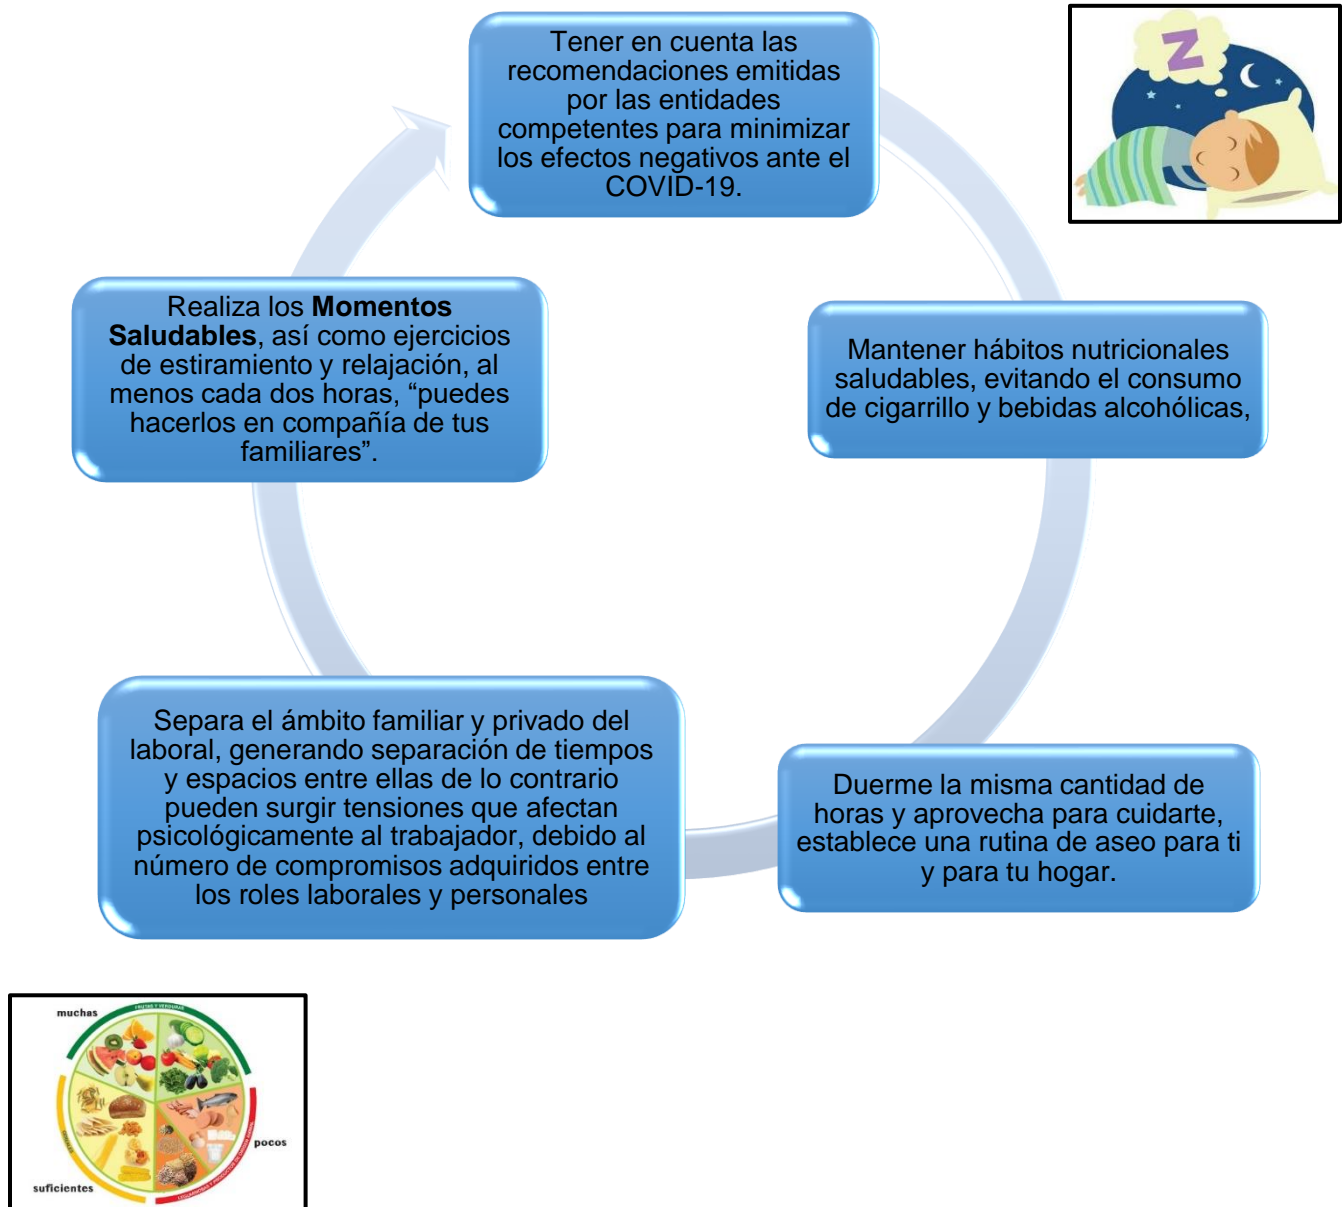 Tener en cuenta las
recomendaciones emitidas
por las entidades
competentes para minimizar
los efectos negativos ante el
COVID-19.
Z
Mantener hábitos nutricionales
saludables, evitando el consumo
de cigarrillo y bebidas alcohólicas,
Duerme la misma cantidad de
horas y aprovecha para cuidarte,
establece una rutina de aseo para ti
y para tu hogar.
Separa el ámbito familiar y privado del
laboral, generando separación de tiempos
y espacios entre ellas de lo contrario
pueden surgir tensiones que afectan
psicológicamente al trabajador, debido al
número de compromisos adquiridos entre
los roles laborales y personales
Realiza los Momentos
Saludables, así como ejercicios
de estiramiento y relajación, al
menos cada dos horas, “puedes
hacerlos en compañía de tus
familiares”.
muchas
FRUTAS Y VERDURAS
pocos
suficientes
CEREALES